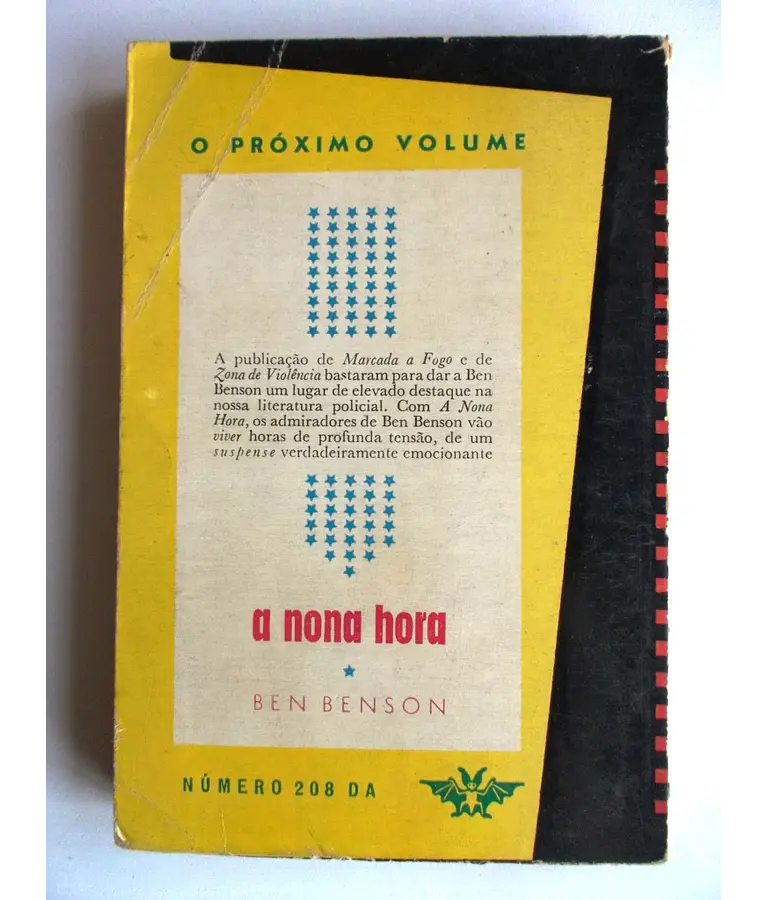 O PRÓXIMO VOLUME
A publicação de Marcada a Fogo e de
Zona de Violência bastaram para dar a Ben
Benson um lugar de elevado destaque na
nossa literatura policial. Com A Nona
Hora, os admiradores de Ben Benson vão
viver horas de profunda tensão, de um
suspense verdadeiramente emocionante
a nona hora
BEN BENSON
NÚMERO 208 DA